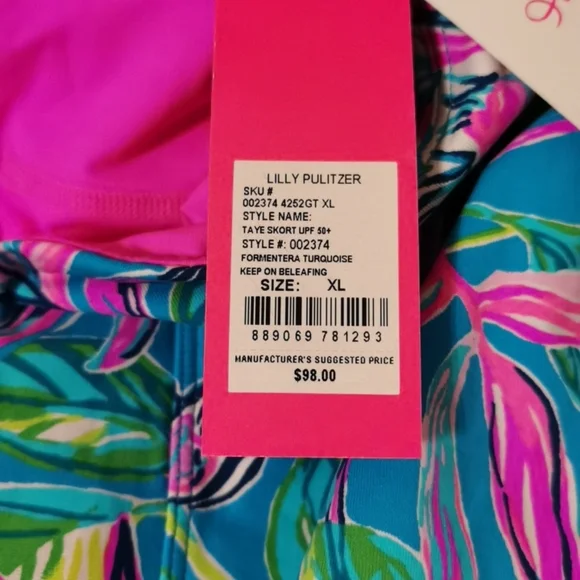 LILLY PULITZER
SKU #
002374 4252GT XL
STYLE NAME:
TAYE SKORT UPF 50+
STYLE #: 002374
FORMENTERA TURQUOISE
KEEP ON BELEAFING
SIZE: XL
889069 781293
MANUFACTURER'S SUGGESTED PRICE
$98.00